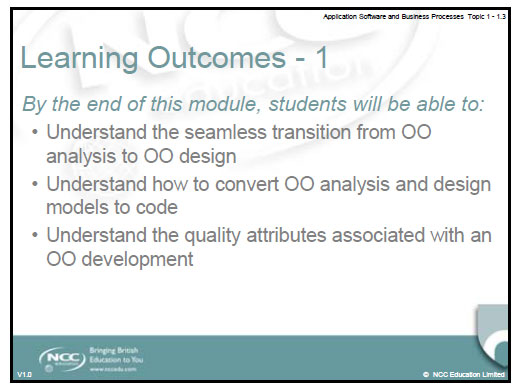 Application Software and Business Processes Topic 1 - 1.3
Learning Outcomes - 1
By the end of this module, students will be able to:
• Understand the seamless transition from OO
analysis to OO design
• Understand how to convert OO analysis and design
models to code
• Understand the quality attributes associated with an
OO development
NCC
education
Bringing British
Education to You
www.nccedu.com
V1.0
© NCC Education Limited